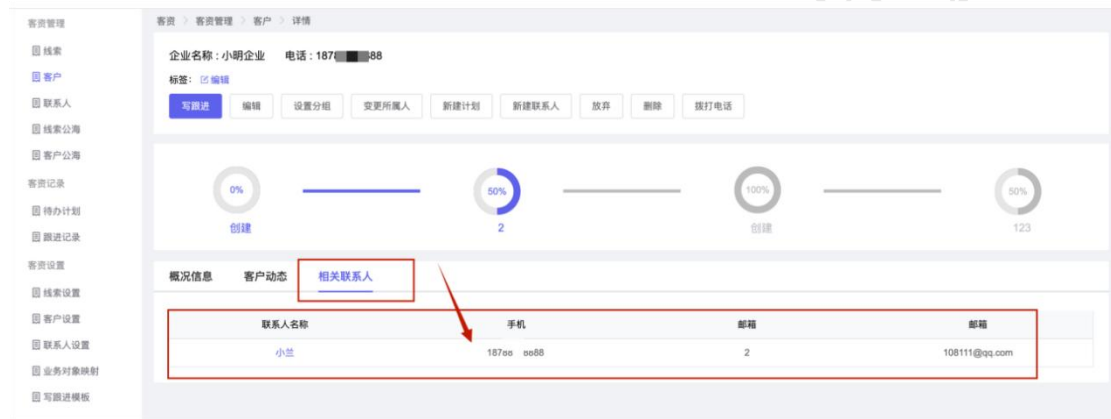 客资管理
线索
客户
联系人
线索公海
客户公海
客资记录
待办计划
跟进记录
客资设置
线索设置
客户设置
联系人设置
业务对象映射
写跟进模板
客资 > 客资管理 > 客户 > 详情
企业名称：小明企业 电话：187 88
标签： 编辑
写跟进 编辑 设置分组 变更所属人 新建计划 新建联系人 放弃 删除 拨打电话
0% 50% 100% 50%
创建 2 创建 123
概况信息 客户动态 相关联系人
联系人名称 手机 邮箱 邮箱
小兰 187 88 2 108111@qq.com